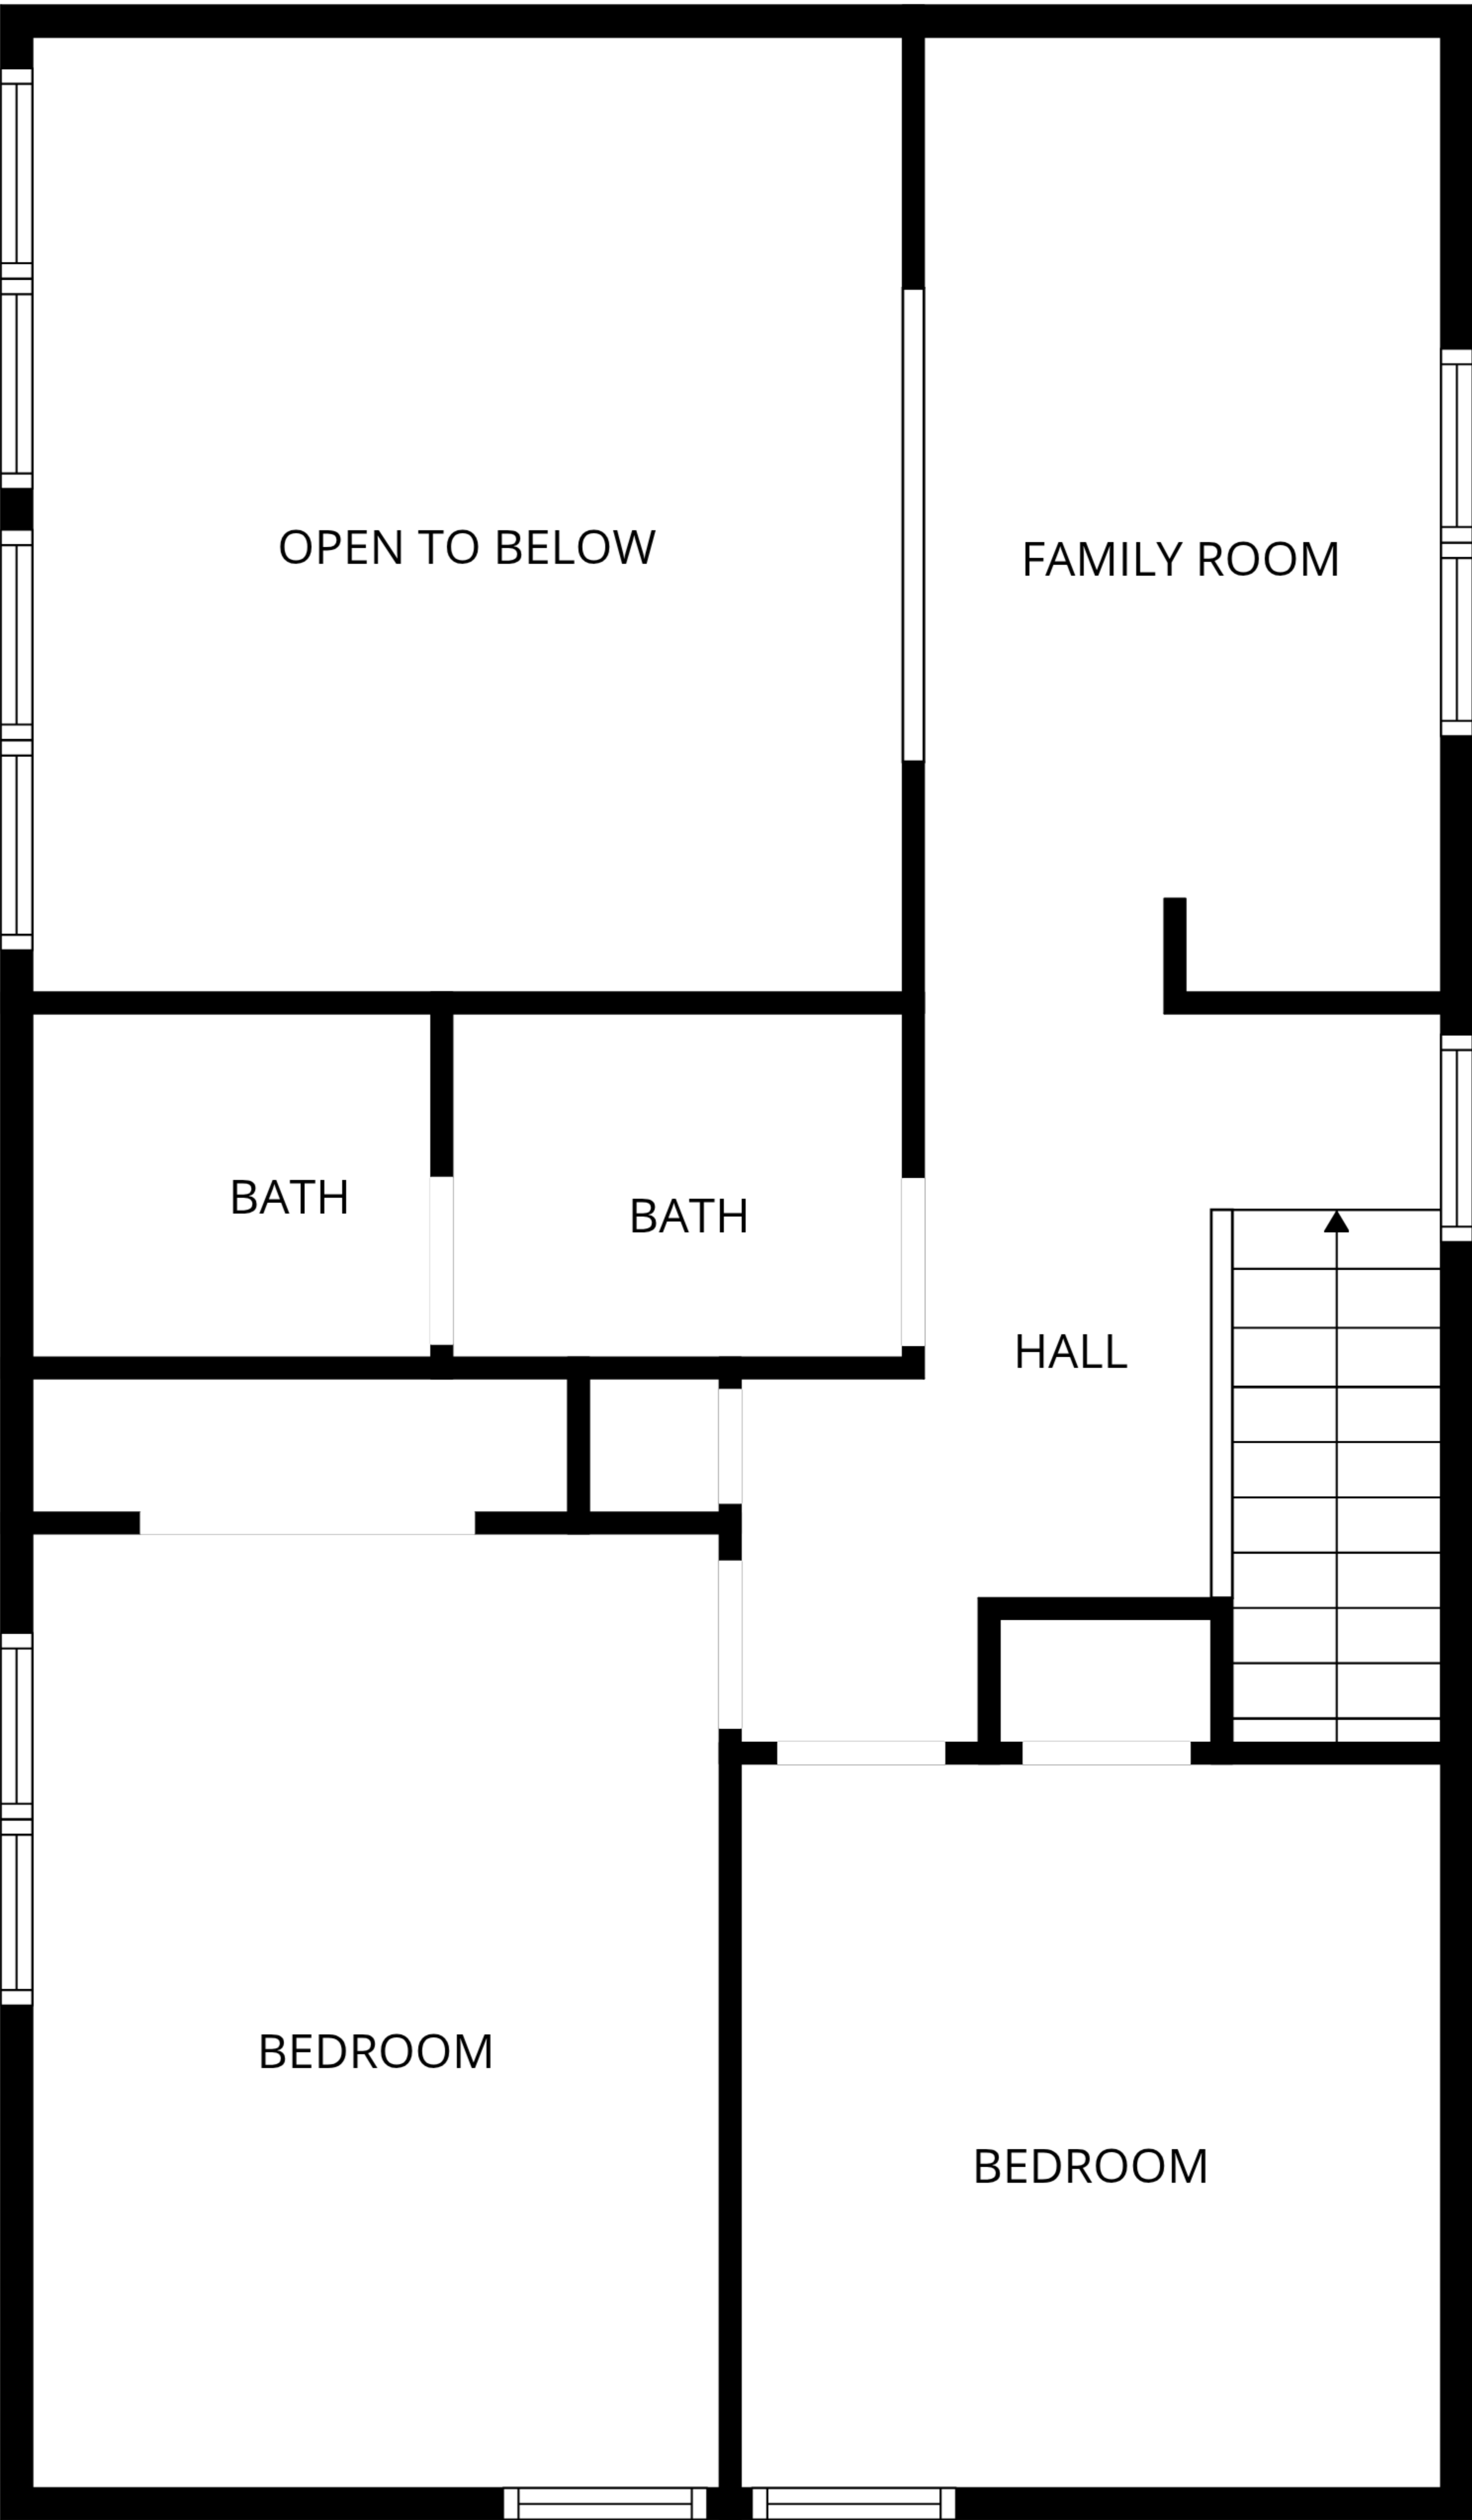 OPEN TO BELOW
FAMILY ROOM
BATH
BATH
HALL
BEDROOM
BEDROOM